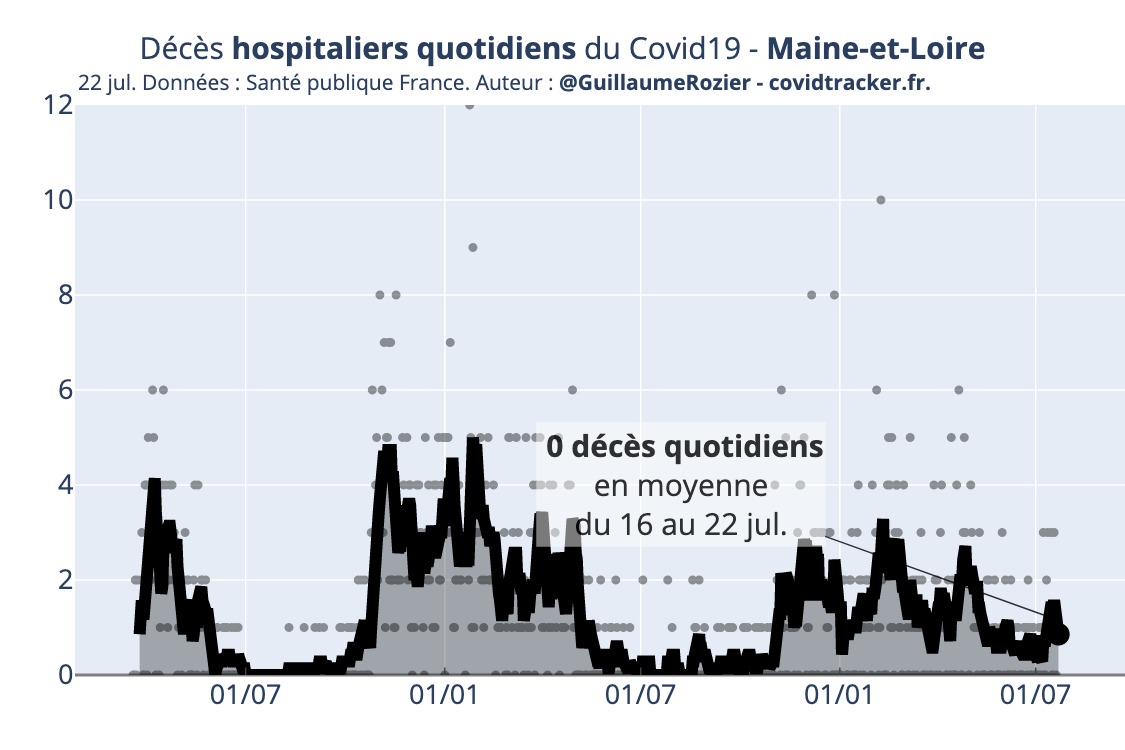 Décès hospitaliers quotidiens du Covid19 - Maine-et-Loire
22 jul. Données : Santé publique France. Auteur : @GuillaumeRozier - covidtracker.fr.
12
10
8
6
4
2
0
0 décès quotidiens
en moyenne
du 16 au 22 jul.
01/07
01/01
01/07
01/01
01/07